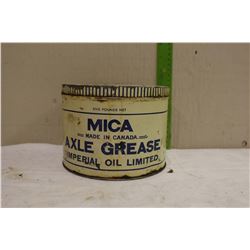 FIVE POUNDS NET
MICA
MADE IN CANADA
AXLE GREASE
IMPERIAL OIL LIMITED